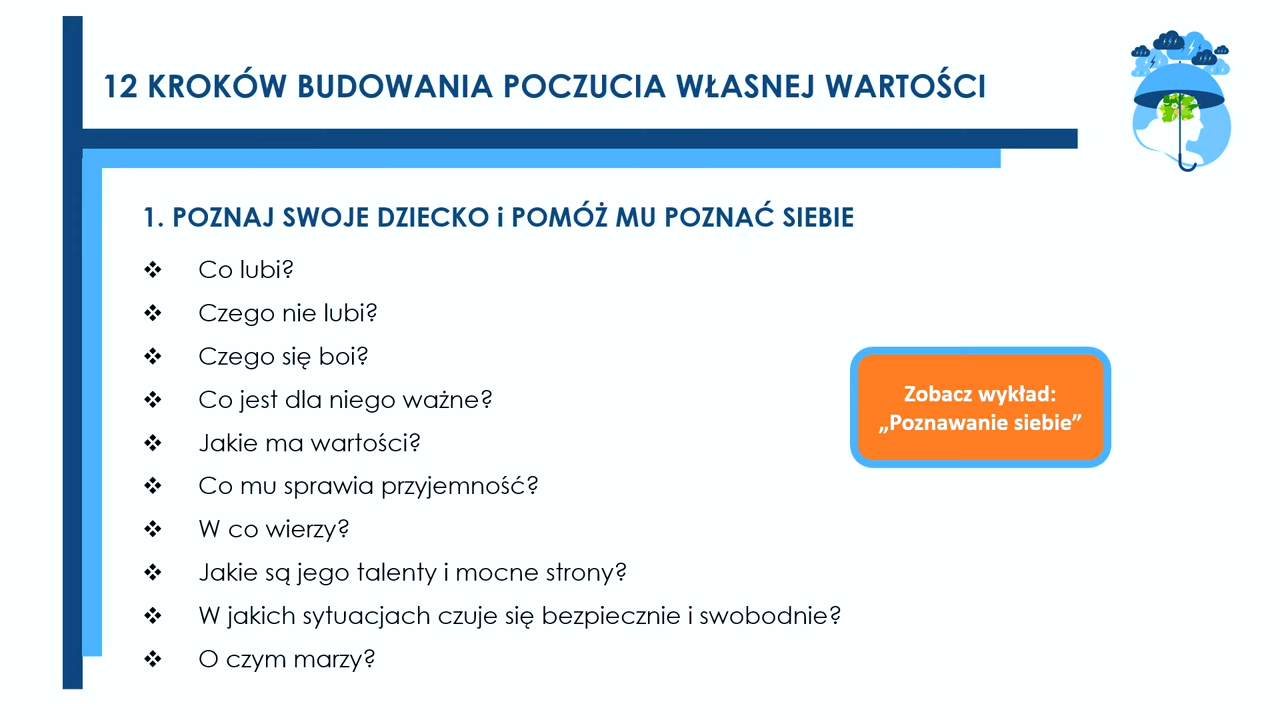 12 KROKÓW BUDOWANIA POCZUCIA WŁASNEJ WARTOŚCI
1. POZNAJ SWOJE DZIECKO i POMÓŻ MU POZNAĆ SIEBIE
❖ Co lubi?
❖ Czego nie lubi?
❖ Czego się boi?
❖ Co jest dla niego ważne?
❖ Jakie ma wartości?
❖ Co mu sprawia przyjemność?
❖ W co wierzy?
❖ Jakie są jego talenty i mocne strony?
❖ W jakich sytuacjach czuje się bezpiecznie i swobodnie?
❖ O czym marzy?
Zobacz wykład:
„Poznawanie siebie”